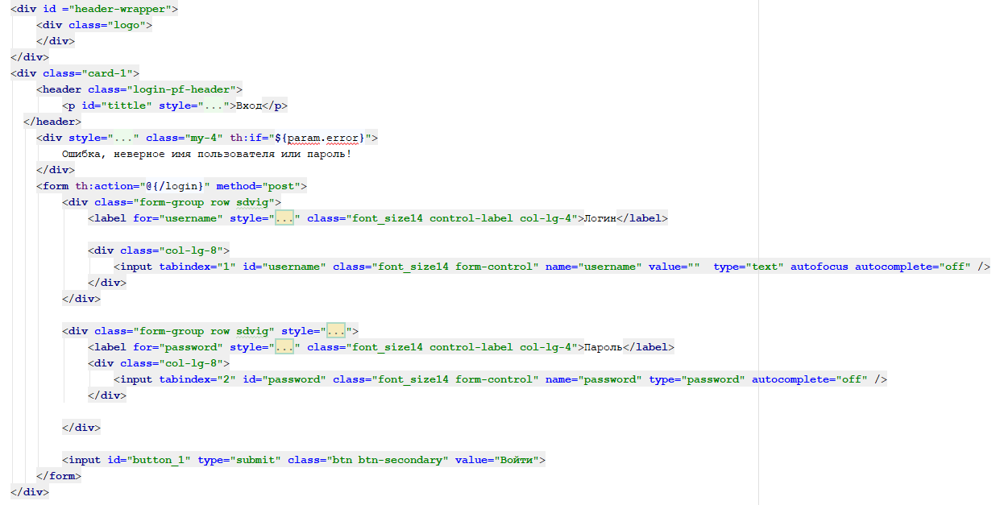 <div id ="header-wrapper">
<div class="logo">
</div>
</div>
<div class="card-1">
<header class="login-pf-header">
<p id="tittle" style="...">Вход</p>
</header>
<div style="..." class="my-4" th:if="${param.error}">
Ошибка, неверное имя пользователя или пароль!
</div>
<form th:action="@{/login}" method="post">
<div class="form-group row sdvig">
<label for="username" style="..." class="font_size14 control-label col-lg-4">Логин</label>
<div class="col-lg-8">
<input tabindex="1" id="username" class="font_size14 form-control" name="username" value=""  type="text" autofocus autocomplete="off" />
</div>
</div>
<div class="form-group row sdvig" style="...">
<label for="password" style="..." class="font_size14 control-label col-lg-4">Пароль</label>
<div class="col-lg-8">
<input tabindex="2" id="password" class="font_size14 form-control" name="password" type="password" autocomplete="off" />
</div>
</div>
<input id="button_1" type="submit" class="btn btn-secondary" value="Войти">
</form>
</div>